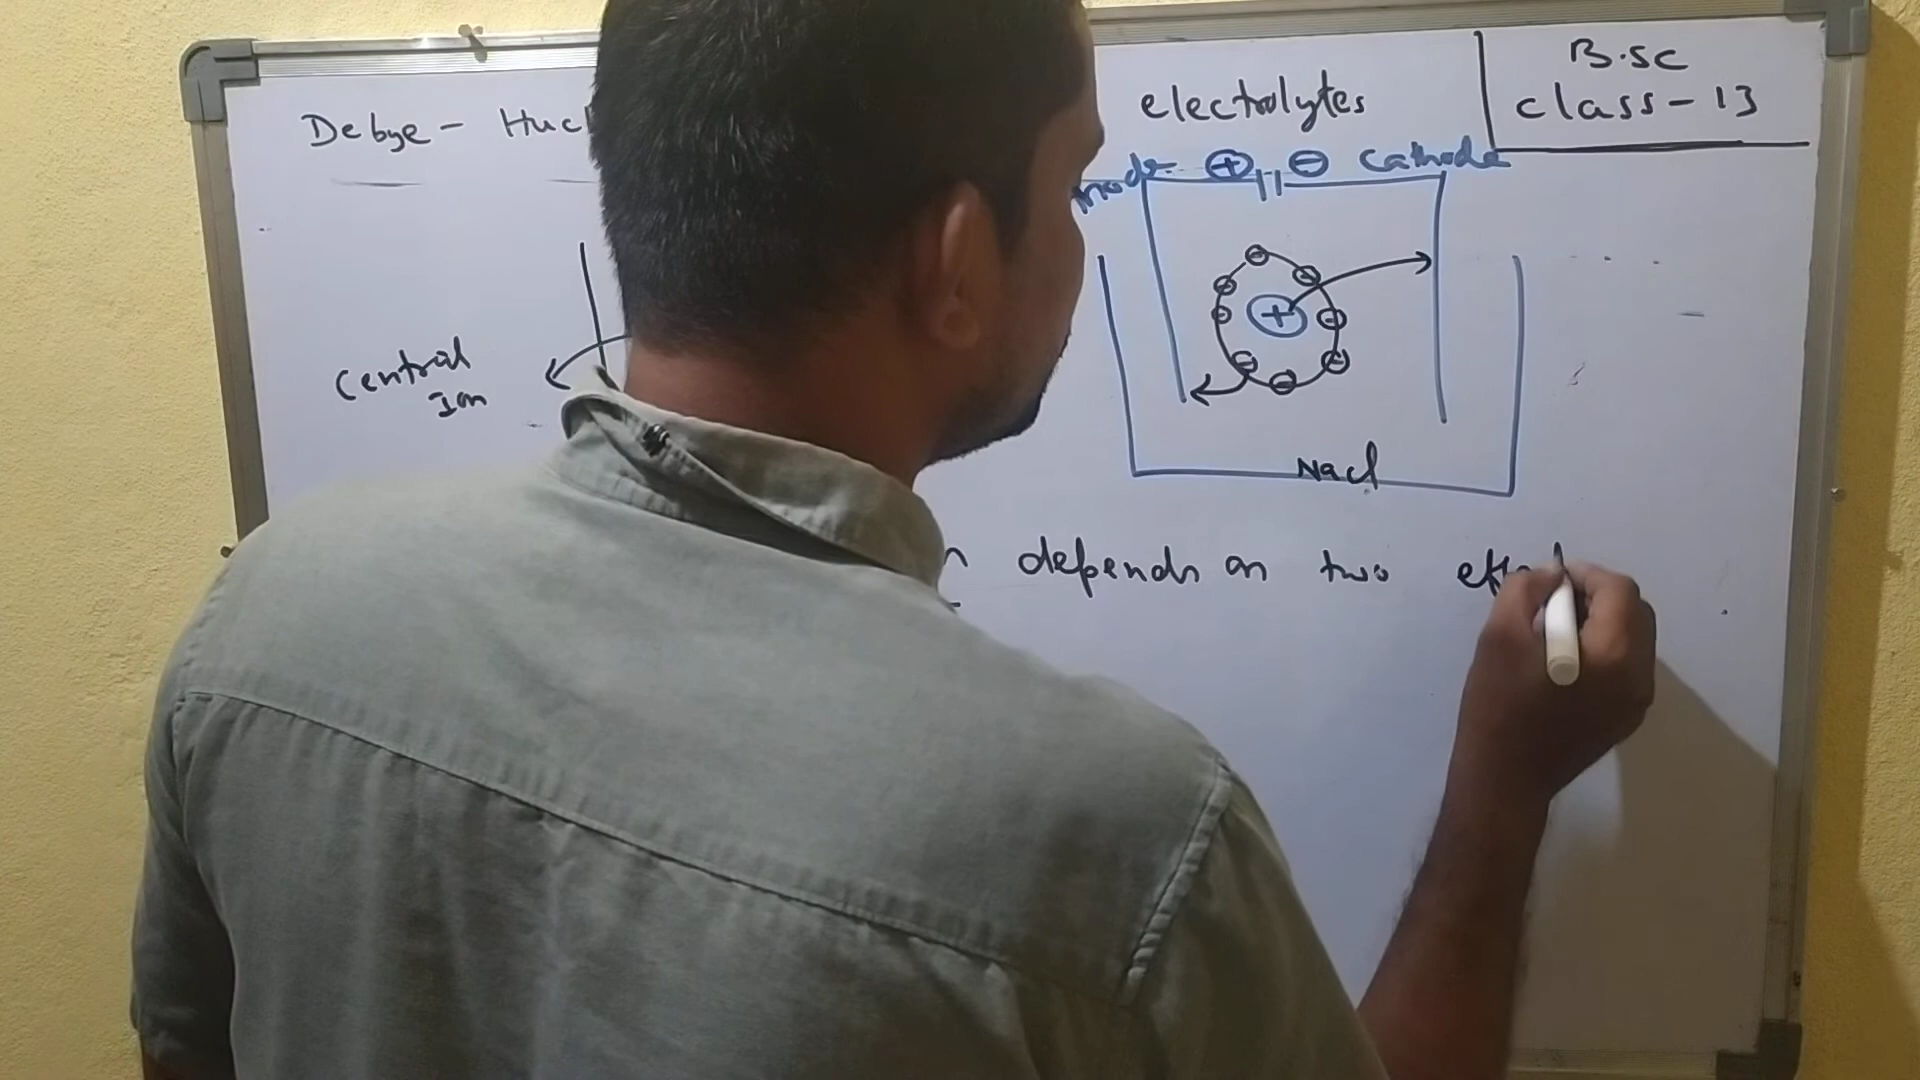 Debye - Huc
electrolytes
B.sc
class - 13
⊕ ⊖ Cathode
Central
Ion
+
NaCl
depends on two